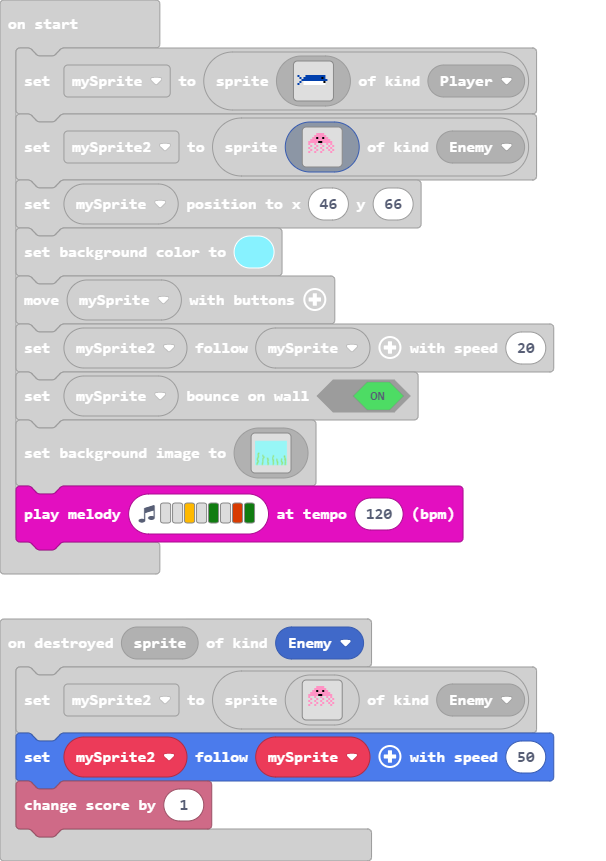 on start
set mySprite to sprite of kind Player
set mySprite2 to sprite of kind Enemy
set mySprite position to x 46 y 66
set background color to
move mySprite with buttons
set mySprite2 follow mySprite with speed 20
set mySprite bounce on wall ON
set background image to
play melody at tempo 120 (bpm)
on destroyed sprite of kind Enemy
set mySprite2 to sprite of kind Enemy
set mySprite2 follow mySprite with speed 50
change score by 1